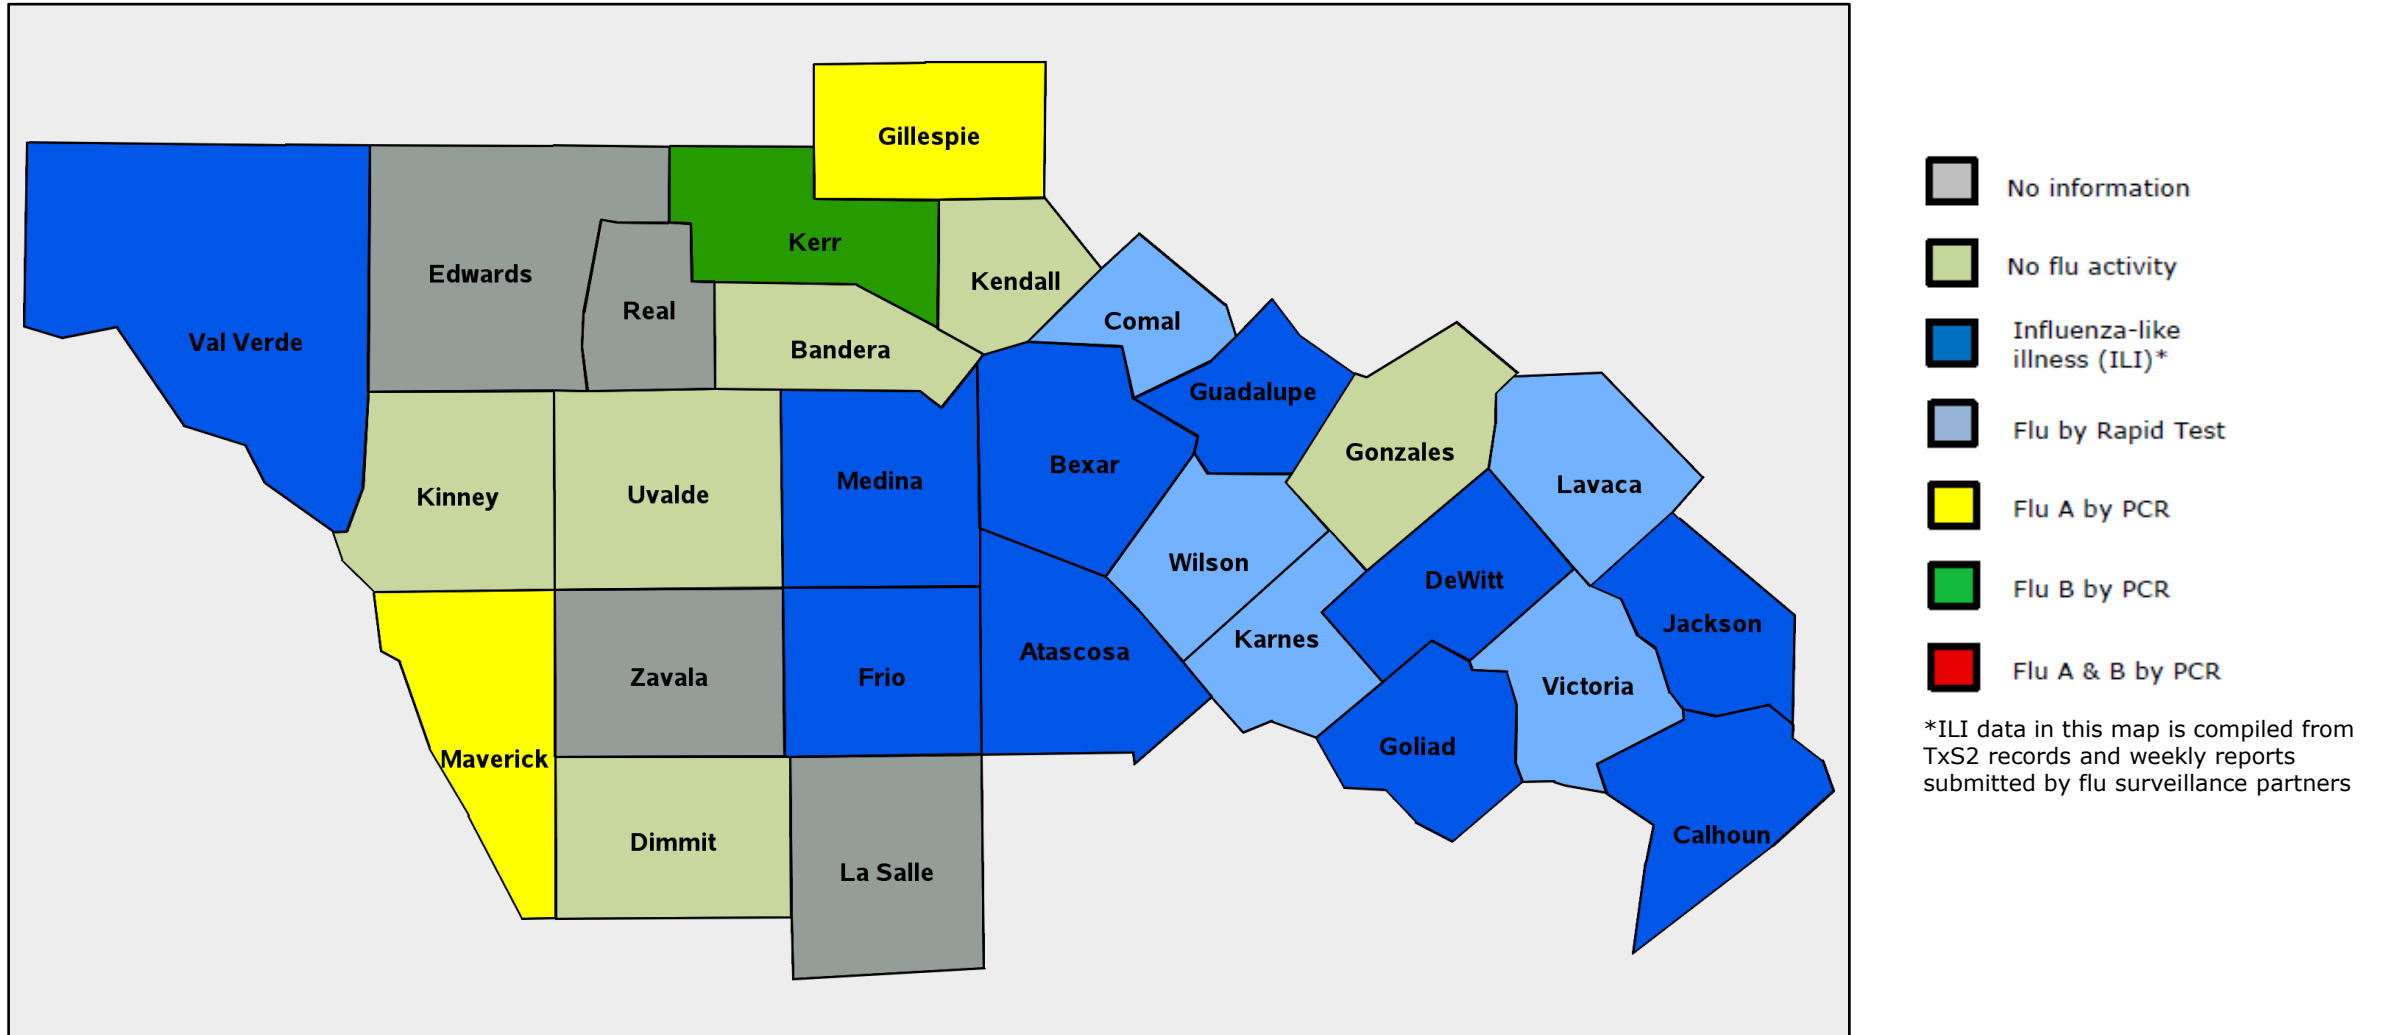 Gillespie
Kerr
Edwards
Kendall
Real
Comal
Val Verde
Bandera
Guadalupe
Gonzales
Bexar
Medina
Lavaca
Uvalde
Kinney
Wilson
DeWitt
Jackson
Karnes
Atascosa
Zavala
Frio
Victoria
Goliad
Maverick
Calhoun
Dimmit
La Salle
No information
No flu activity
Influenza-like
illness (ILI)*
Flu by Rapid Test
Flu A by PCR
Flu B by PCR
Flu A & B by PCR
*ILI data in this map is compiled from
TxS2 records and weekly reports
submitted by flu surveillance partners